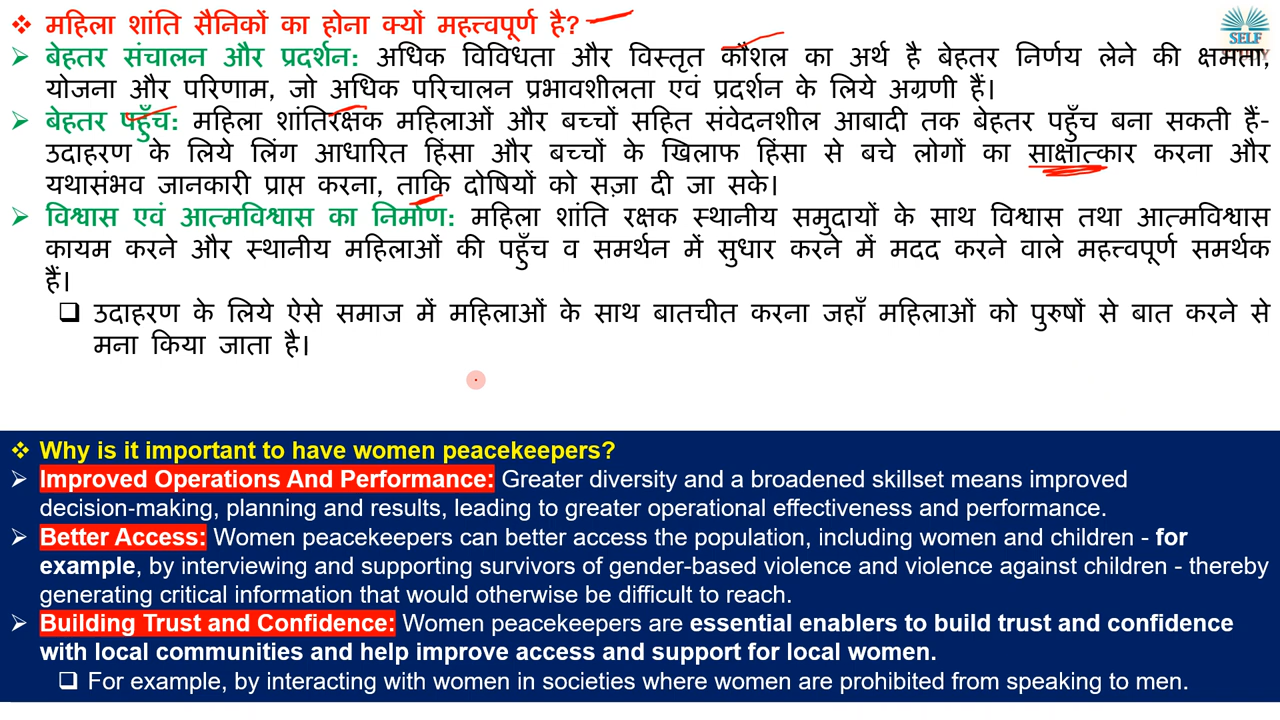 SELF
STUDY
❖ महिला शांति सैनिकों का होना क्यों महत्त्वपूर्ण है?
➢ बेहतर संचालन और प्रदर्शन: अधिक विविधता और विस्तृत कौशल का अर्थ है बेहतर निर्णय लेने की क्षमता,
योजना और परिणाम, जो अधिक परिचालन प्रभावशीलता एवं प्रदर्शन के लिये अग्रणी हैं।
➢ बेहतर पहुँच: महिला शांतिरक्षक महिलाओं और बच्चों सहित संवेदनशील आबादी तक बेहतर पहुँच बना सकती हैं-
उदाहरण के लिये लिंग आधारित हिंसा और बच्चों के खिलाफ हिंसा से बचे लोगों का साक्षात्कार करना और
यथासंभव जानकारी प्राप्त करना, ताकि दोषियों को सज़ा दी जा सके।
➢ विश्वास एवं आत्मविश्वास का निर्माण: महिला शांति रक्षक स्थानीय समुदायों के साथ विश्वास तथा आत्मविश्वास
कायम करने और स्थानीय महिलाओं की पहुँच व समर्थन में सुधार करने में मदद करने वाले महत्त्वपूर्ण समर्थक
हैं।
❑ उदाहरण के लिये ऐसे समाज में महिलाओं के साथ बातचीत करना जहाँ महिलाओं को पुरुषों से बात करने से
मना किया जाता है।
❖ Why is it important to have women peacekeepers?
➢ Improved Operations And Performance: Greater diversity and a broadened skillset means improved
decision-making, planning and results, leading to greater operational effectiveness and performance.
➢ Better Access: Women peacekeepers can better access the population, including women and children - for
example, by interviewing and supporting survivors of gender-based violence and violence against children - thereby
generating critical information that would otherwise be difficult to reach.
➢ Building Trust and Confidence: Women peacekeepers are essential enablers to build trust and confidence
with local communities and help improve access and support for local women.
❑ For example, by interacting with women in societies where women are prohibited from speaking to men.